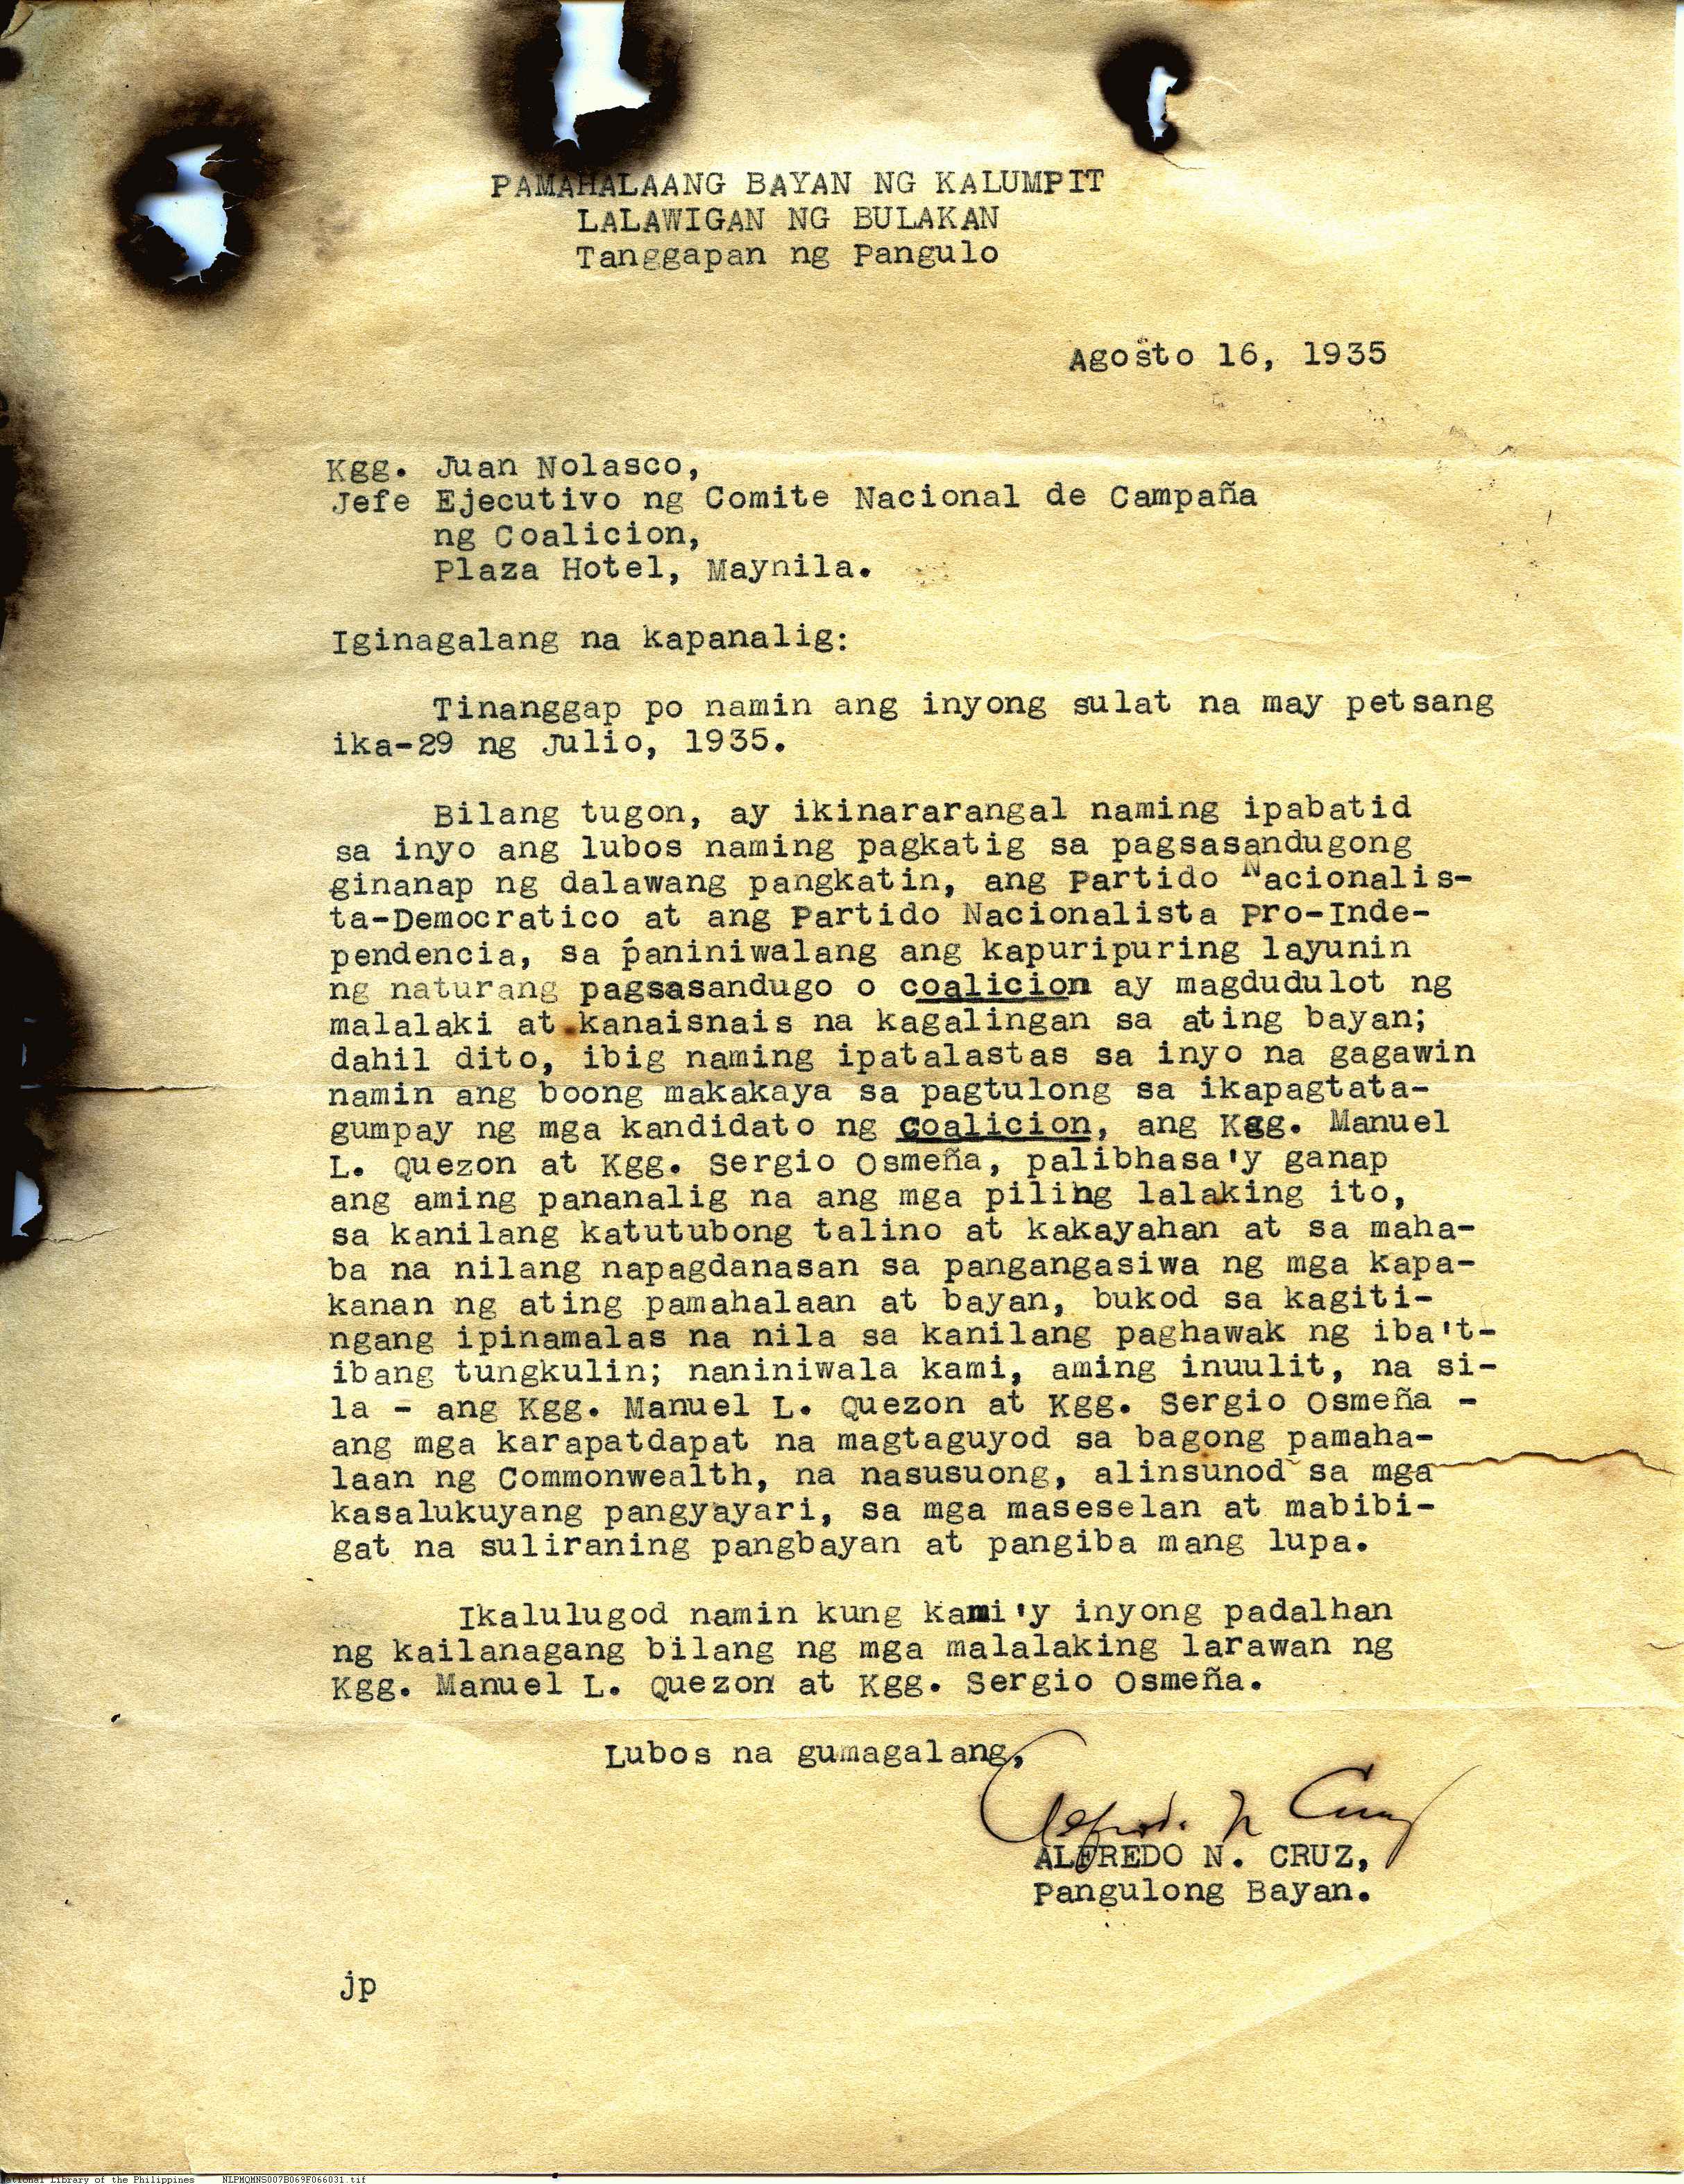 PAMAHALAANG BAYAN NG KALUMPIT
LALAWIGAN NG BULAKAN
Tanggapan ng Pangulo
Agosto 16, 1935
Kgg. Juan Nolasco,
Jefe Ejecutivo ng Comite Nacional de Campaña
ng Coalicion,
Plaza Hotel, Maynila.
Iginagalang na kapanalig:
Tinanggap po namin ang inyong sulat na may petsang
ika-29 ng Julio, 1935.
Bilang tugon, ay ikinararangal naming ipabatid
sa inyo ang lubos naming pagkatig sa pagsasandugong
ginanap ng dalawang pangkatin, ang Partido Nacionalis-
ta-Democratico at ang Partido Nacionalista Pro-Inde-
pendencia, sa paniniwalang ang kapuripuring layunin
ng naturang pagsasandugo o coalicion ay magdudulot ng
malalaki at kanaisnais na kagalingan sa ating bayan;
dahil dito, ibig naming ipatalastas sa inyo na gagawin
namin ang boong makakaya sa pagtulong sa ikapagtata-
gumpay ng mga kandidato ng coalicion, ang Kgg. Manuel
L. Quezon at Kgg. Sergio Osmeña, palibhasa'y ganap
ang aming pananalig na ang mga piling lalaking ito,
sa kanilang katutubong talino at kakayahan at sa maha-
ba na nilang napagdanasan sa pangangasiwa ng mga kapa-
kanan ng ating pamahalaan at bayan, bukod sa kagiti-
ngang ipinamalas na nila sa kanilang paghawak ng iba't-
ibang tungkulin; naniniwala kami, aming inuulit, na si-
la - ang Kgg. Manuel L. Quezon at Kgg. Sergio Osmeña -
ang mga karapatdapat na magtaguyod sa bagong pamaha-
laan ng Commonwealth, na nasusuong, alinsunod sa mga
kasalukuyang pangyayari, sa mga maseselan at mabibi-
gat na suliraning pangbayan at pangiba mang lupa.
Ikalulugod namin kung kami'y inyong padalhan
ng kailanagang bilang ng mga malalaking larawan ng
Kgg. Manuel L. Quezon at Kgg. Sergio Osmeña.
Lubos na gumagalang,
Alfredo N Cruz
ALFREDO N. CRUZ,
Pangulong Bayan.
jp
National Library of the Philippines NLPMQMNS007B069F066031.tif